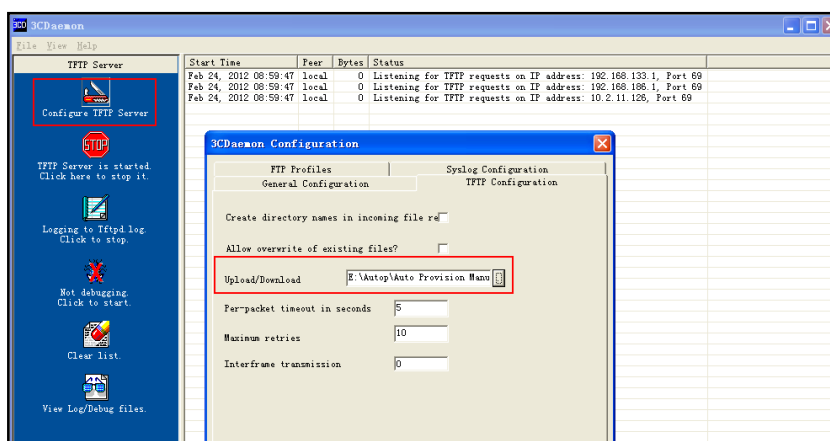 3CD 3CDaemon
File View Help
TFTP Server
Start Time Peer Bytes Status
Feb 24, 2012 08:59:47 local 0 Listening for TFTP requests on IP address: 192.168.133.1, Port 69
Feb 24, 2012 08:59:47 local 0 Listening for TFTP requests on IP address: 192.168.186.1, Port 69
Feb 24, 2012 08:59:47 local 0 Listening for TFTP requests on IP address: 10.2.11.126, Port 69
Configure TFTP Server
STOP
TFTP Server is started.
Click here to stop it.
Logging to Tftpd.log.
Click to stop.
Not debugging.
Click to start.
Clear list.
View Log/Debug files.
3CDaemon Configuration
FTP Profiles Syslog Configuration
General Configuration TFTP Configuration
Create directory names in incoming file re
Allow overwrite of existing files?
Upload/Download E:\Autop\Auto Provision Manu
Per-packet timeout in seconds 5
Maximum retries 10
Interframe transmission 0